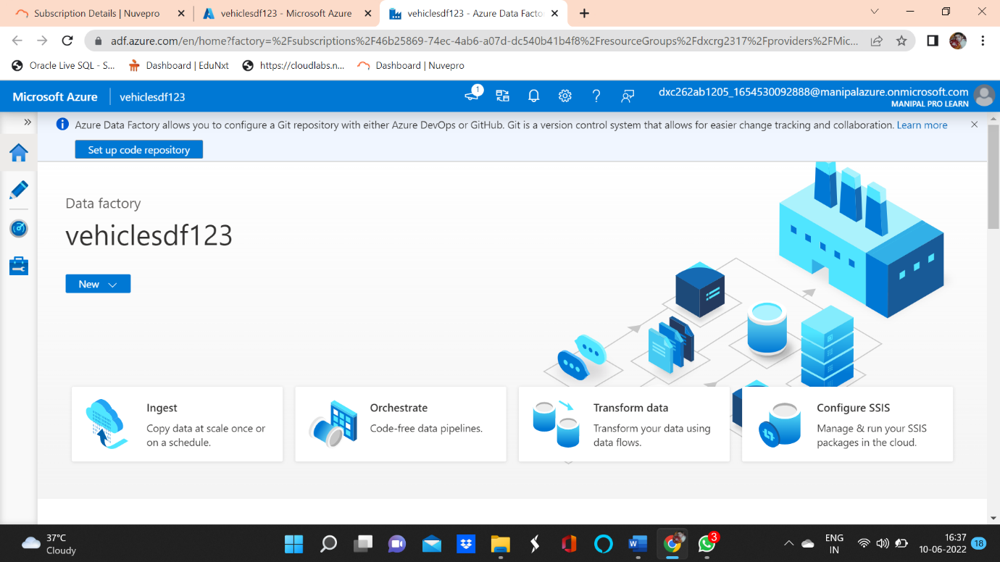 Subscription Details | Nuvepro
vehiclesdf123 - Microsoft Azure
vehiclesdf123 - Azure Data Facto
adf.azure.com/en/home?factory=%2Fsubscriptions%2F46b25869-74ec-4ab6-a07d-dc540b41b4f8%2FresourceGroups%2Fdxcrg2317%2Fproviders%2FMic...
Oracle Live SQL - S...
Dashboard | EduNxt
https://cloudlabs.n...
Dashboard | Nuvepro
Microsoft Azure
vehiclesdf123
1
dxc262ab1205_1654530092888@manipalazure.onmicrosoft.com
MANIPAL PRO LEARN
Azure Data Factory allows you to configure a Git repository with either Azure DevOps or GitHub. Git is a version control system that allows for easier change tracking and collaboration. Learn more
Set up code repository
Data factory
vehiclesdf123
New
Ingest
Copy data at scale once or
on a schedule.
Orchestrate
Code-free data pipelines.
Transform data
Transform your data using
data flows.
Configure SSIS
Manage & run your SSIS
packages in the cloud.
37°C
Cloudy
3
ENG
IN
16:37
10-06-2022
18